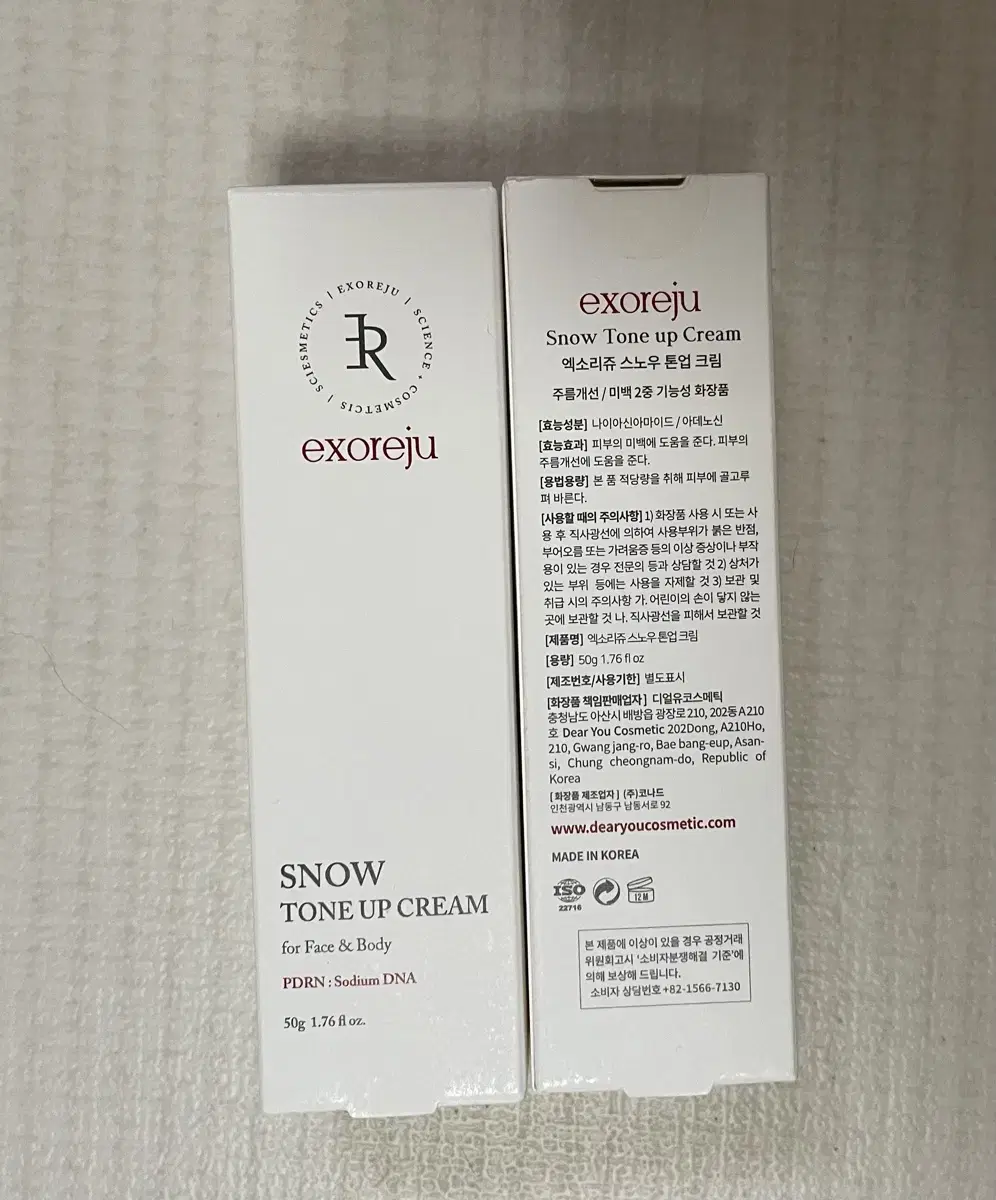 SCIESMETICS | EXOREJU | SCIENCE + COSMETCIS |
ER
exoreju
SNOW
TONE UP CREAM
for Face & Body
PDRN : Sodium DNA
50g 1.76 fl oz.
exoreju
Snow Tone up Cream
엑소리쥬 스노우 톤업 크림
주름개선 / 미백 2중 기능성 화장품
[효능성분] 나이아신아마이드 / 아데노신
[효능효과] 피부의 미백에 도움을 준다. 피부의
주름개선에 도움을 준다.
[용법용량] 본 품 적당량을 취해 피부에 골고루
펴 바른다.
[사용할 때의 주의사항] 1) 화장품 사용 시 또는 사
용 후 직사광선에 의하여 사용부위가 붉은 반점,
부어오름 또는 가려움증 등의 이상 증상이나 부작
용이 있는 경우 전문의 등과 상담할 것 2) 상처가
있는 부위 등에는 사용을 자제할 것 3) 보관 및
취급 시의 주의사항 가. 어린이의 손이 닿지 않는
곳에 보관할 것 나. 직사광선을 피해서 보관할 것
[제품명] 엑소리쥬 스노우 톤업 크림
[용량] 50g 1.76 fl oz
[제조번호/사용기한] 별도표시
[화장품 책임판매업자] 디얼유코스메틱
충청남도 아산시 배방읍 광장로 210, 202동 A210
호 Dear You Cosmetic 202Dong, A210Ho,
210, Gwang jang-ro, Bae bang-eup, Asan-
si, Chung cheongnam-do, Republic of
Korea
[화장품 제조업자] (주)코나드
인천광역시 남동구 남동서로 92
www.dearyoucosmetic.com
MADE IN KOREA
ISO
22716
12M
본 제품에 이상이 있을 경우 공정거래
위원회고시 '소비자분쟁해결 기준'에
의해 보상해 드립니다.
소비자 상담번호 +82-1566-7130